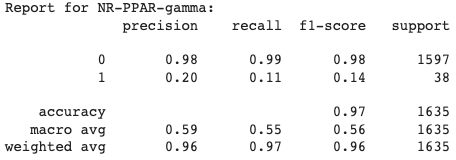 Report for NR-PPAR-gamma:
precision recall f1-score support
0 0.98 0.99 0.98 1597
1 0.20 0.11 0.14 38
accuracy 0.97 1635
macro avg 0.59 0.55 0.56 1635
weighted avg 0.96 0.97 0.96 1635